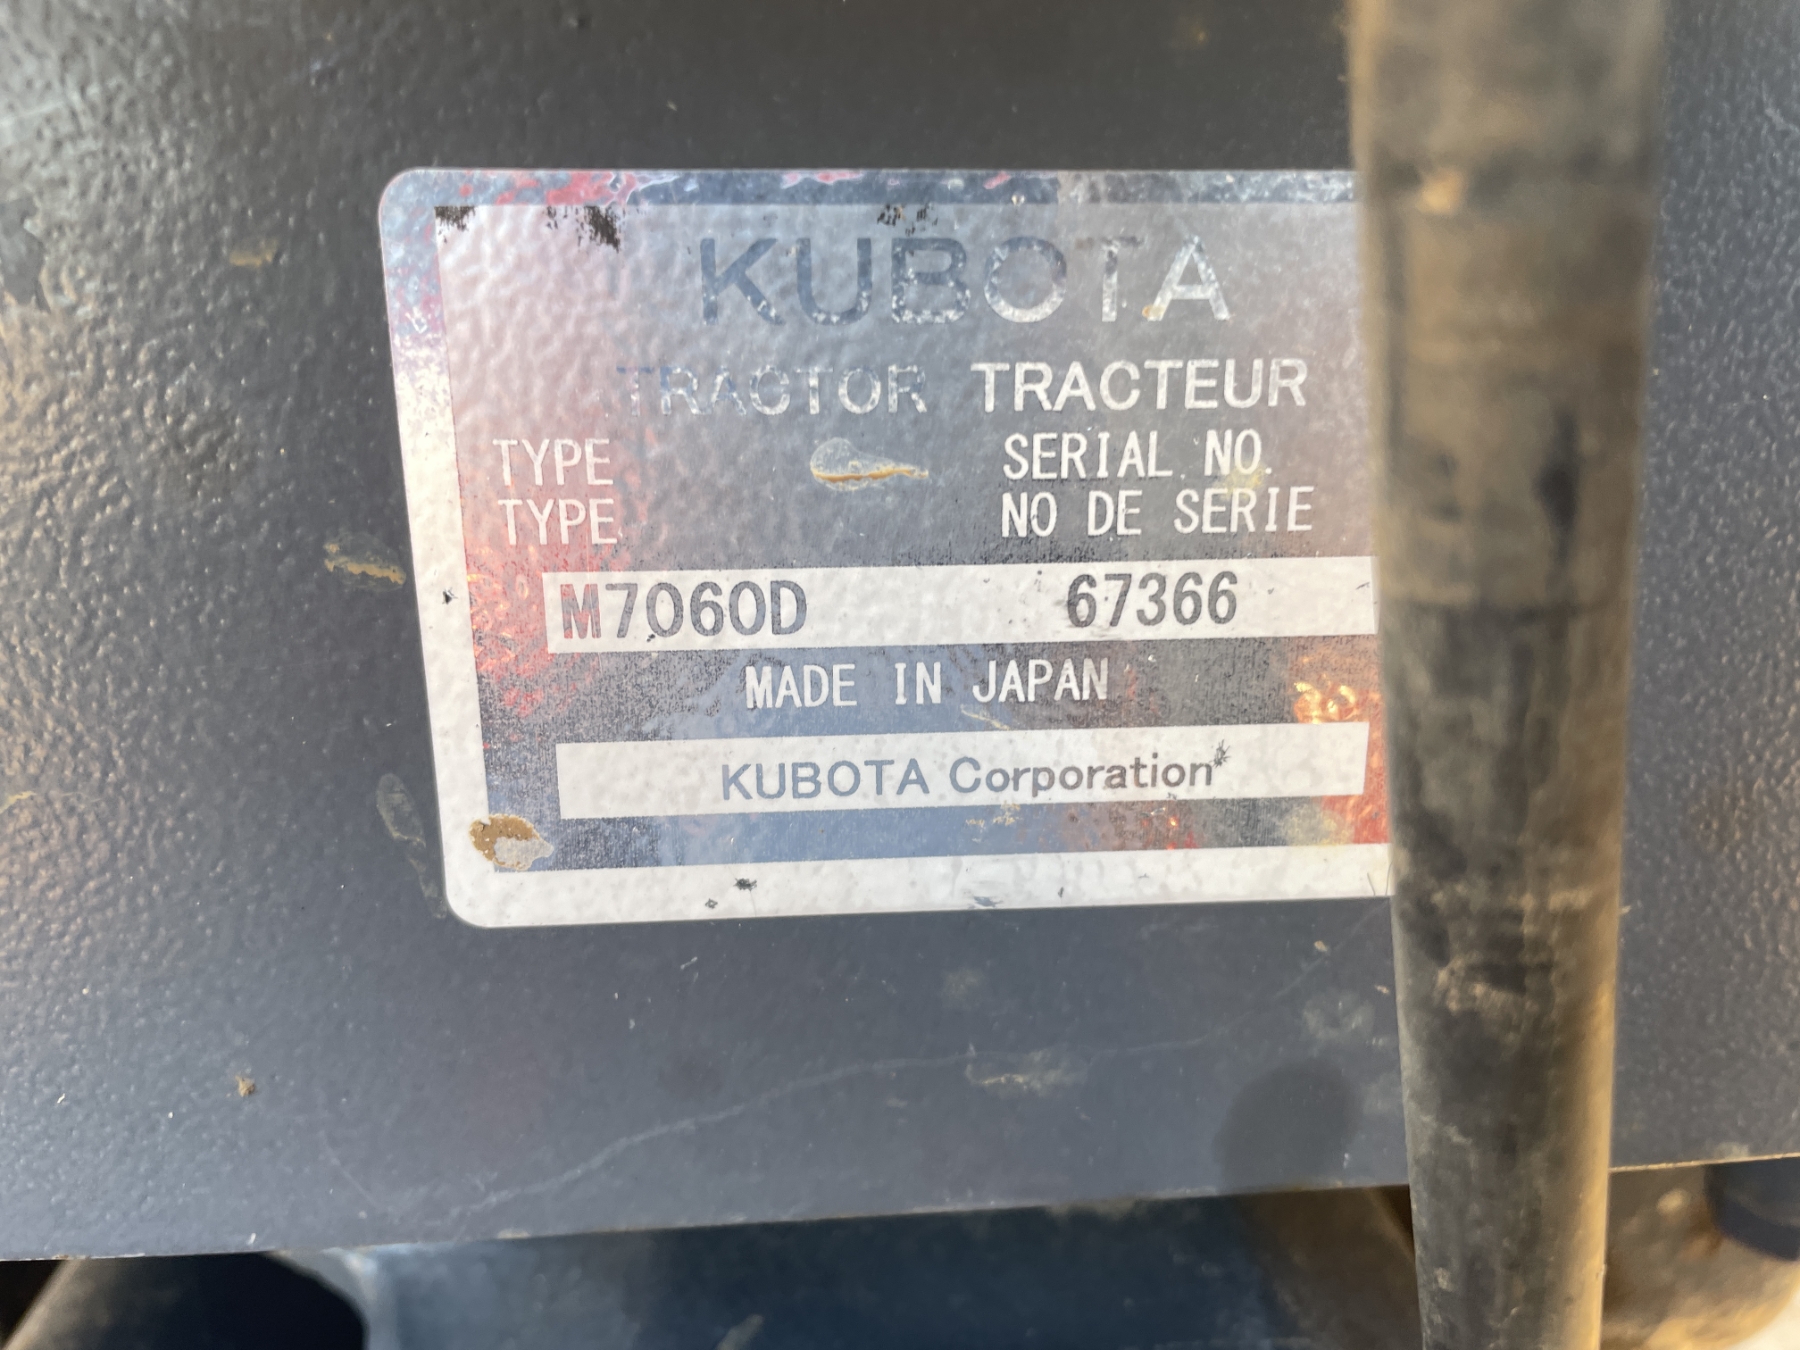 KUBOTA
TRACTOR TRACTEUR
TYPE SERIAL NO.
TYPE NO DE SERIE
M7060D 67366
MADE IN JAPAN
KUBOTA Corporation